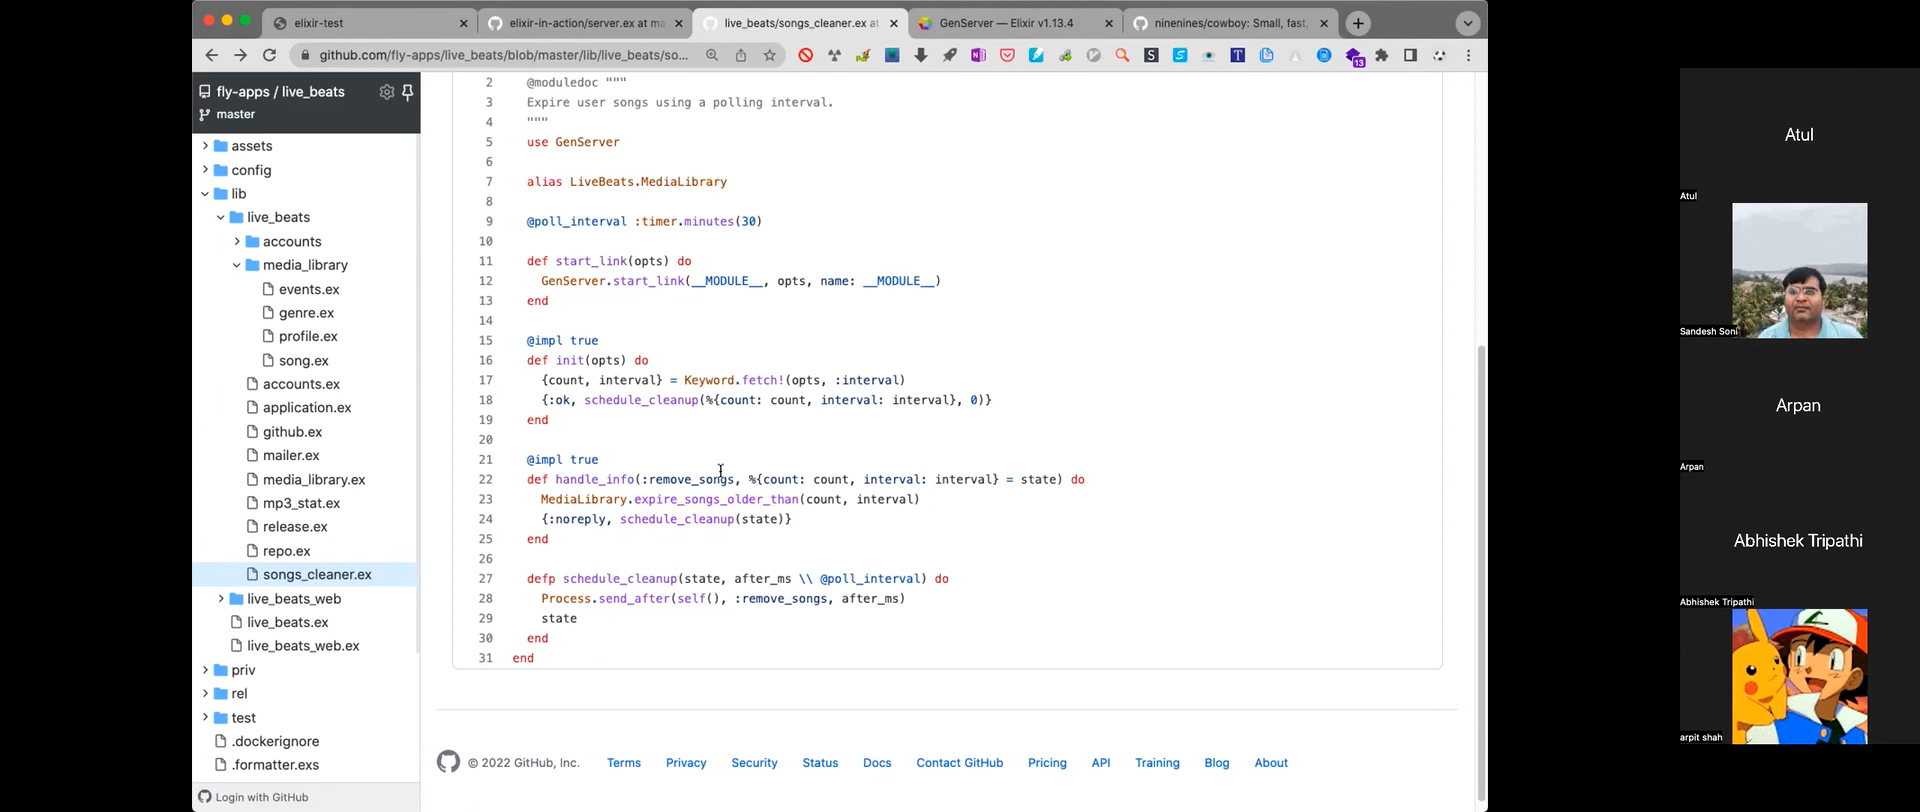 elixir-test
elixir-in-action/server.ex at ma
live_beats/songs_cleaner.ex at
GenServer — Elixir v1.13.4
ninenines/cowboy: Small, fast,
github.com/fly-apps/live_beats/blob/master/lib/live_beats/so...
13
fly-apps / live_beats
master
assets
config
lib
live_beats
accounts
media_library
events.ex
genre.ex
profile.ex
song.ex
accounts.ex
application.ex
github.ex
mailer.ex
media_library.ex
mp3_stat.ex
release.ex
repo.ex
songs_cleaner.ex
live_beats_web
live_beats.ex
live_beats_web.ex
priv
rel
test
.dockerignore
.formatter.exs
Login with GitHub
2 @moduledoc """
3 Expire user songs using a polling interval.
4 """
5 use GenServer
6
7 alias LiveBeats.MediaLibrary
8
9 @poll_interval :timer.minutes(30)
10
11 def start_link(opts) do
12 GenServer.start_link(__MODULE__, opts, name: __MODULE__)
13 end
14
15 @impl true
16 def init(opts) do
17 {count, interval} = Keyword.fetch!(opts, :interval)
18 {:ok, schedule_cleanup(%{count: count, interval: interval}, 0)}
19 end
20
21 @impl true
22 def handle_info(:remove_songs, %{count: count, interval: interval} = state) do
23 MediaLibrary.expire_songs_older_than(count, interval)
24 {:noreply, schedule_cleanup(state)}
25 end
26
27 defp schedule_cleanup(state, after_ms \\ @poll_interval) do
28 Process.send_after(self(), :remove_songs, after_ms)
29 state
30 end
31 end
© 2022 GitHub, Inc. Terms Privacy Security Status Docs Contact GitHub Pricing API Training Blog About
Atul
Atul
Sandesh Soni
Arpan
Arpan
Abhishek Tripathi
Abhishek Tripathi
arpit shah